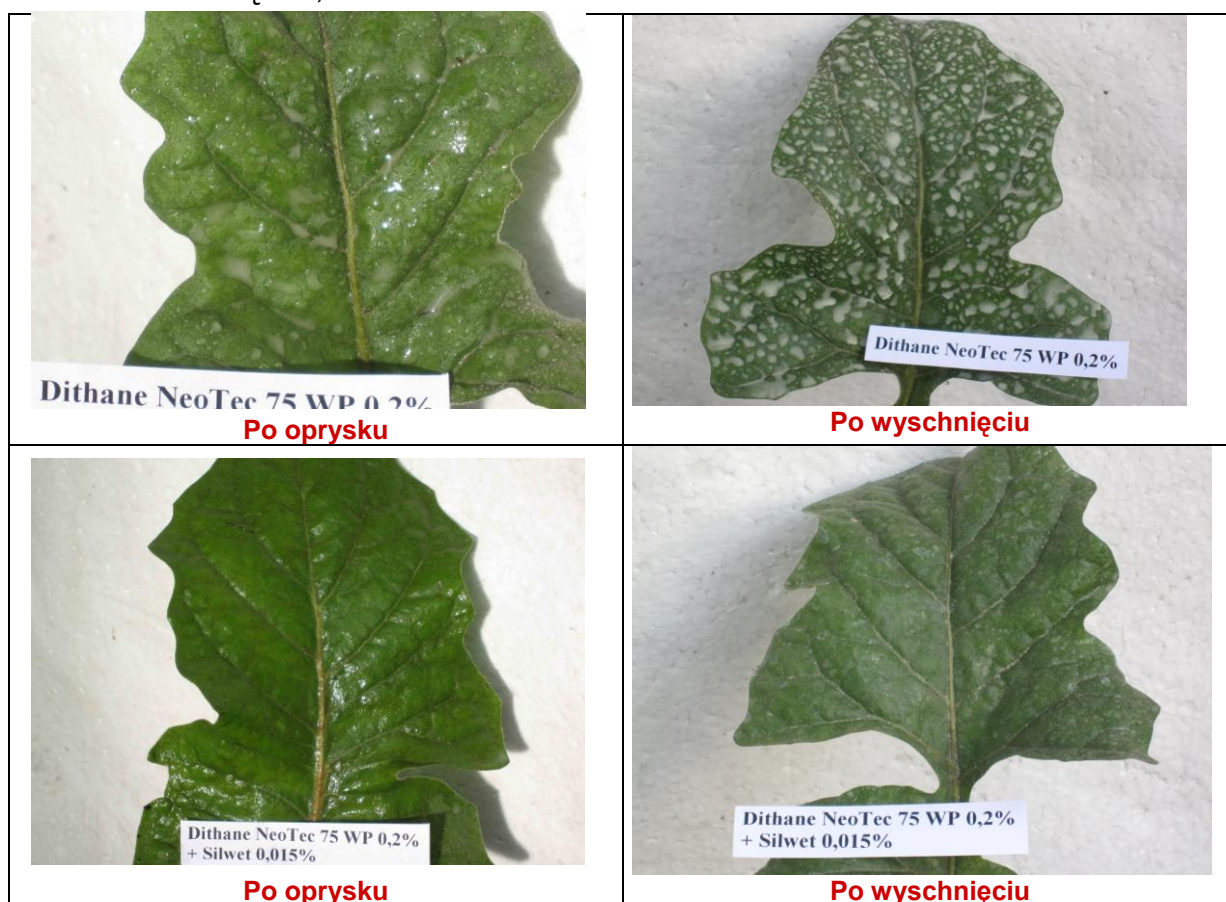 Dithane NeoTec 75 WP 0,2%
Dithane NeoTec 75 WP 0,2%
Po oprysku
Po wyschnięciu
Dithane NeoTec 75 WP 0,2%
+ Silwet 0,015%
Dithane NeoTec 75 WP 0,2%
+ Silwet 0,015%
Po oprysku
Po wyschnięciu